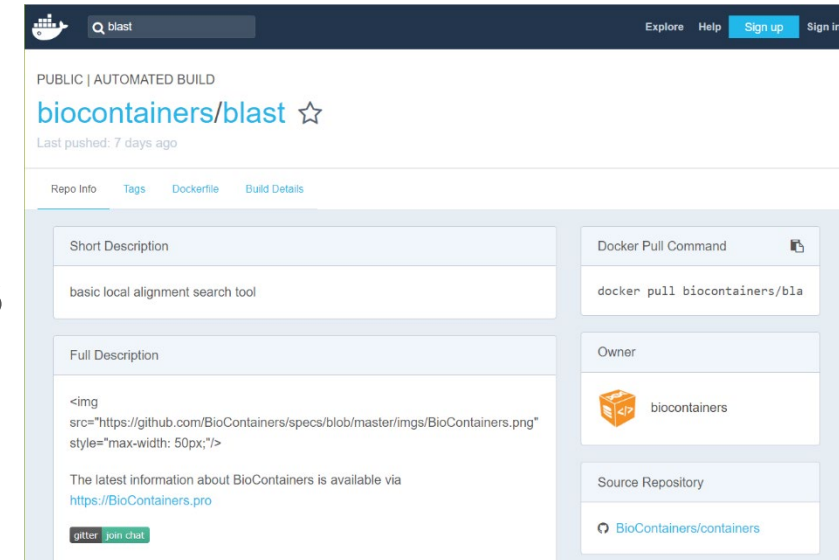 blast
Explore Help Sign up Sign in
PUBLIC | AUTOMATED BUILD
biocontainers/blast
Last pushed: 7 days ago
Repo Info Tags Dockerfile Build Details
Short Description
basic local alignment search tool
Full Description
<img
src="https://github.com/BioContainers/specs/blob/master/imgs/BioContainers.png"
style="max-width: 50px;"/>
The latest information about BioContainers is available via
https://BioContainers.pro
gitter join chat
Docker Pull Command
docker pull biocontainers/bla
Owner
biocontainers
Source Repository
BioContainers/containers